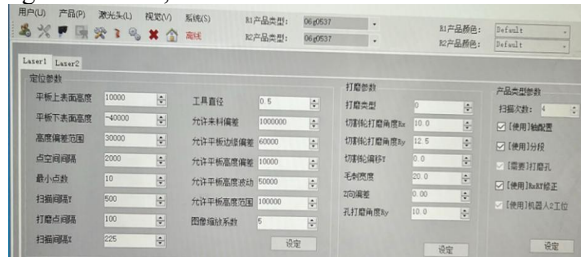 用户(U) 产品(P) 激光头(L) 视觉(V) 系统(S) R1产品类型: 06g0537 R1产品颜色: Default
离线 R2产品类型: 06g0537 R2产品颜色: Default
Laser1 Laser2
定位参数
平板上表面高度 10000
平板下表面高度 -40000
高度偏差范围 30000
点空间间隔 2000
最小点数 10
扫描间隔Y 500
打磨点间隔 100
扫描间隔X 225
工具直径 0.5
允许来料偏差 1000000
允许平板边缘偏差 60000
允许平板高度偏差 10000
允许平板高度波动 50000
允许平板高度范围 100000
图像缩放系数 5
设定
打磨参数
打磨类型 0
切割轮打磨角度Rx 10.0
切割轮打磨角度Ry 12.5
切割轮偏移Y 0.0
毛刺宽度 20.0
Z向偏差 0.00
孔打磨角度Ry 10.0
设定
产品类型参数
扫描次数: 4
[使用]轴配置
[使用]分段
[需要]打磨孔
[使用]RxRY修正
[使用]机器人2工位
设定